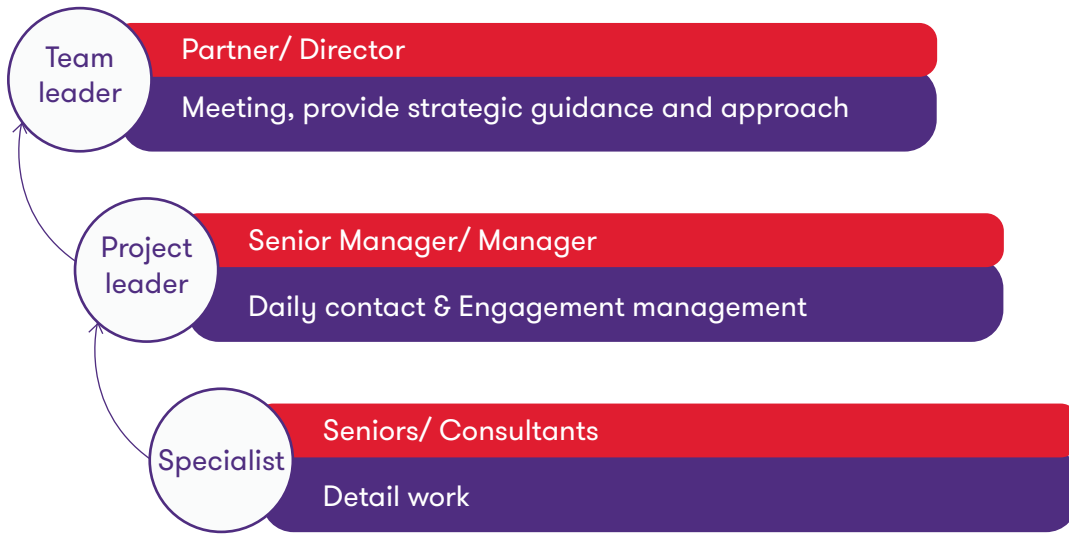 Team
leader
Partner/ Director
Meeting, provide strategic guidance and approach
Project
leader
Senior Manager/ Manager
Daily contact & Engagement management
Specialist
Seniors/ Consultants
Detail work